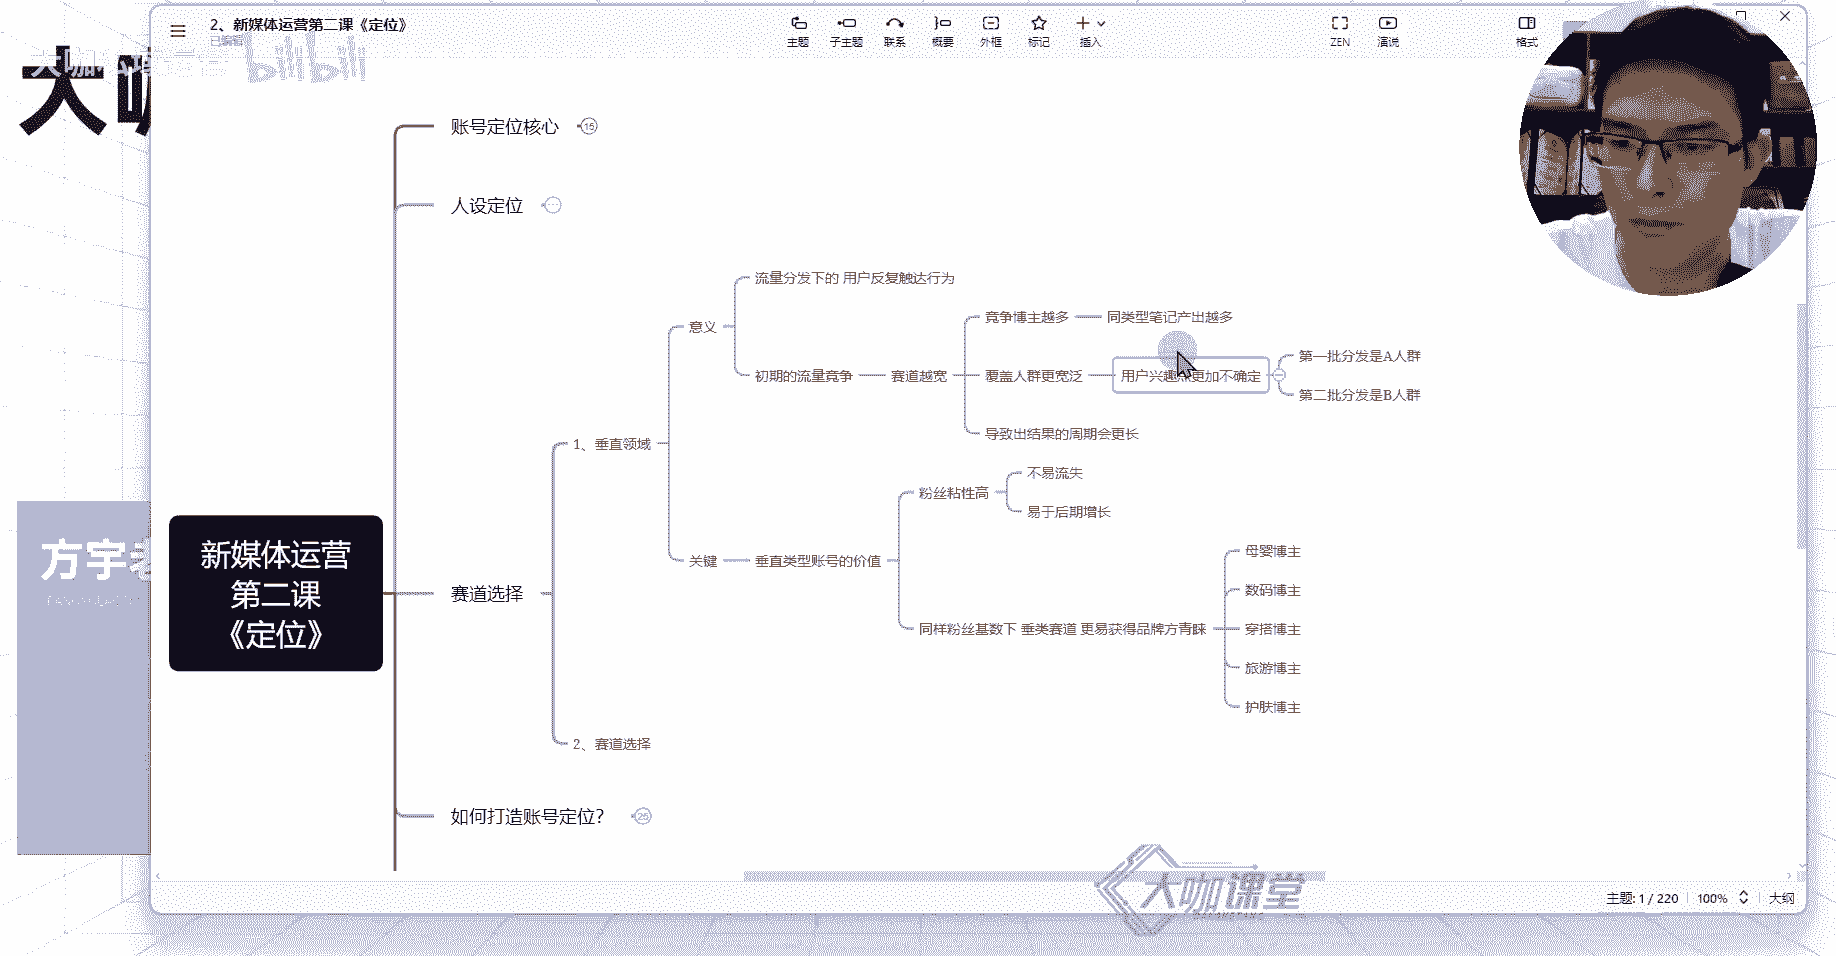 2、新媒体运营第二课《定位》
已编辑
主题
子主题
联系
概要
外框
标记
插入
ZEN
演说
格式
bilibili
大咖
方宇老
账号定位核心
15
人设定位
流量分发下的 用户反复触达行为
意义
竞争博主越多
同类型笔记产出越多
初期的流量竞争
赛道越宽
覆盖人群更宽泛
用户兴趣点更加不确定
第一批分发是A人群
第二批分发是B人群
导致出结果的周期会更长
1、垂直领域
粉丝粘性高
不易流失
易于后期增长
关键
垂直类型账号的价值
同样粉丝基数下 垂类赛道 更易获得品牌方青睐
母婴博主
数码博主
穿搭博主
旅游博主
护肤博主
新媒体运营
第二课
《定位》
赛道选择
2、赛道选择
如何打造账号定位?
26
大咖课堂
主题: 1 / 220
100%
大纲